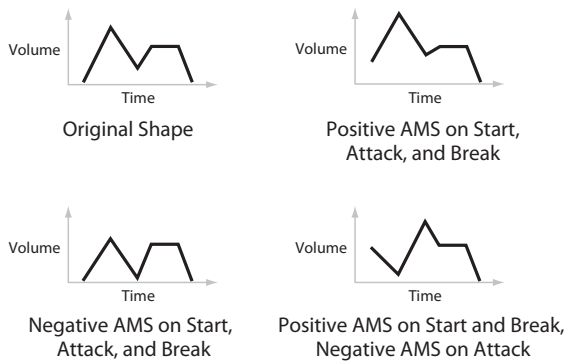 Volume
Time
Original Shape
Volume
Time
Positive AMS on Start,
Attack, and Break
Volume
Time
Negative AMS on Start,
Attack, and Break
Volume
Time
Positive AMS on Start and Break,
Negative AMS on Attack